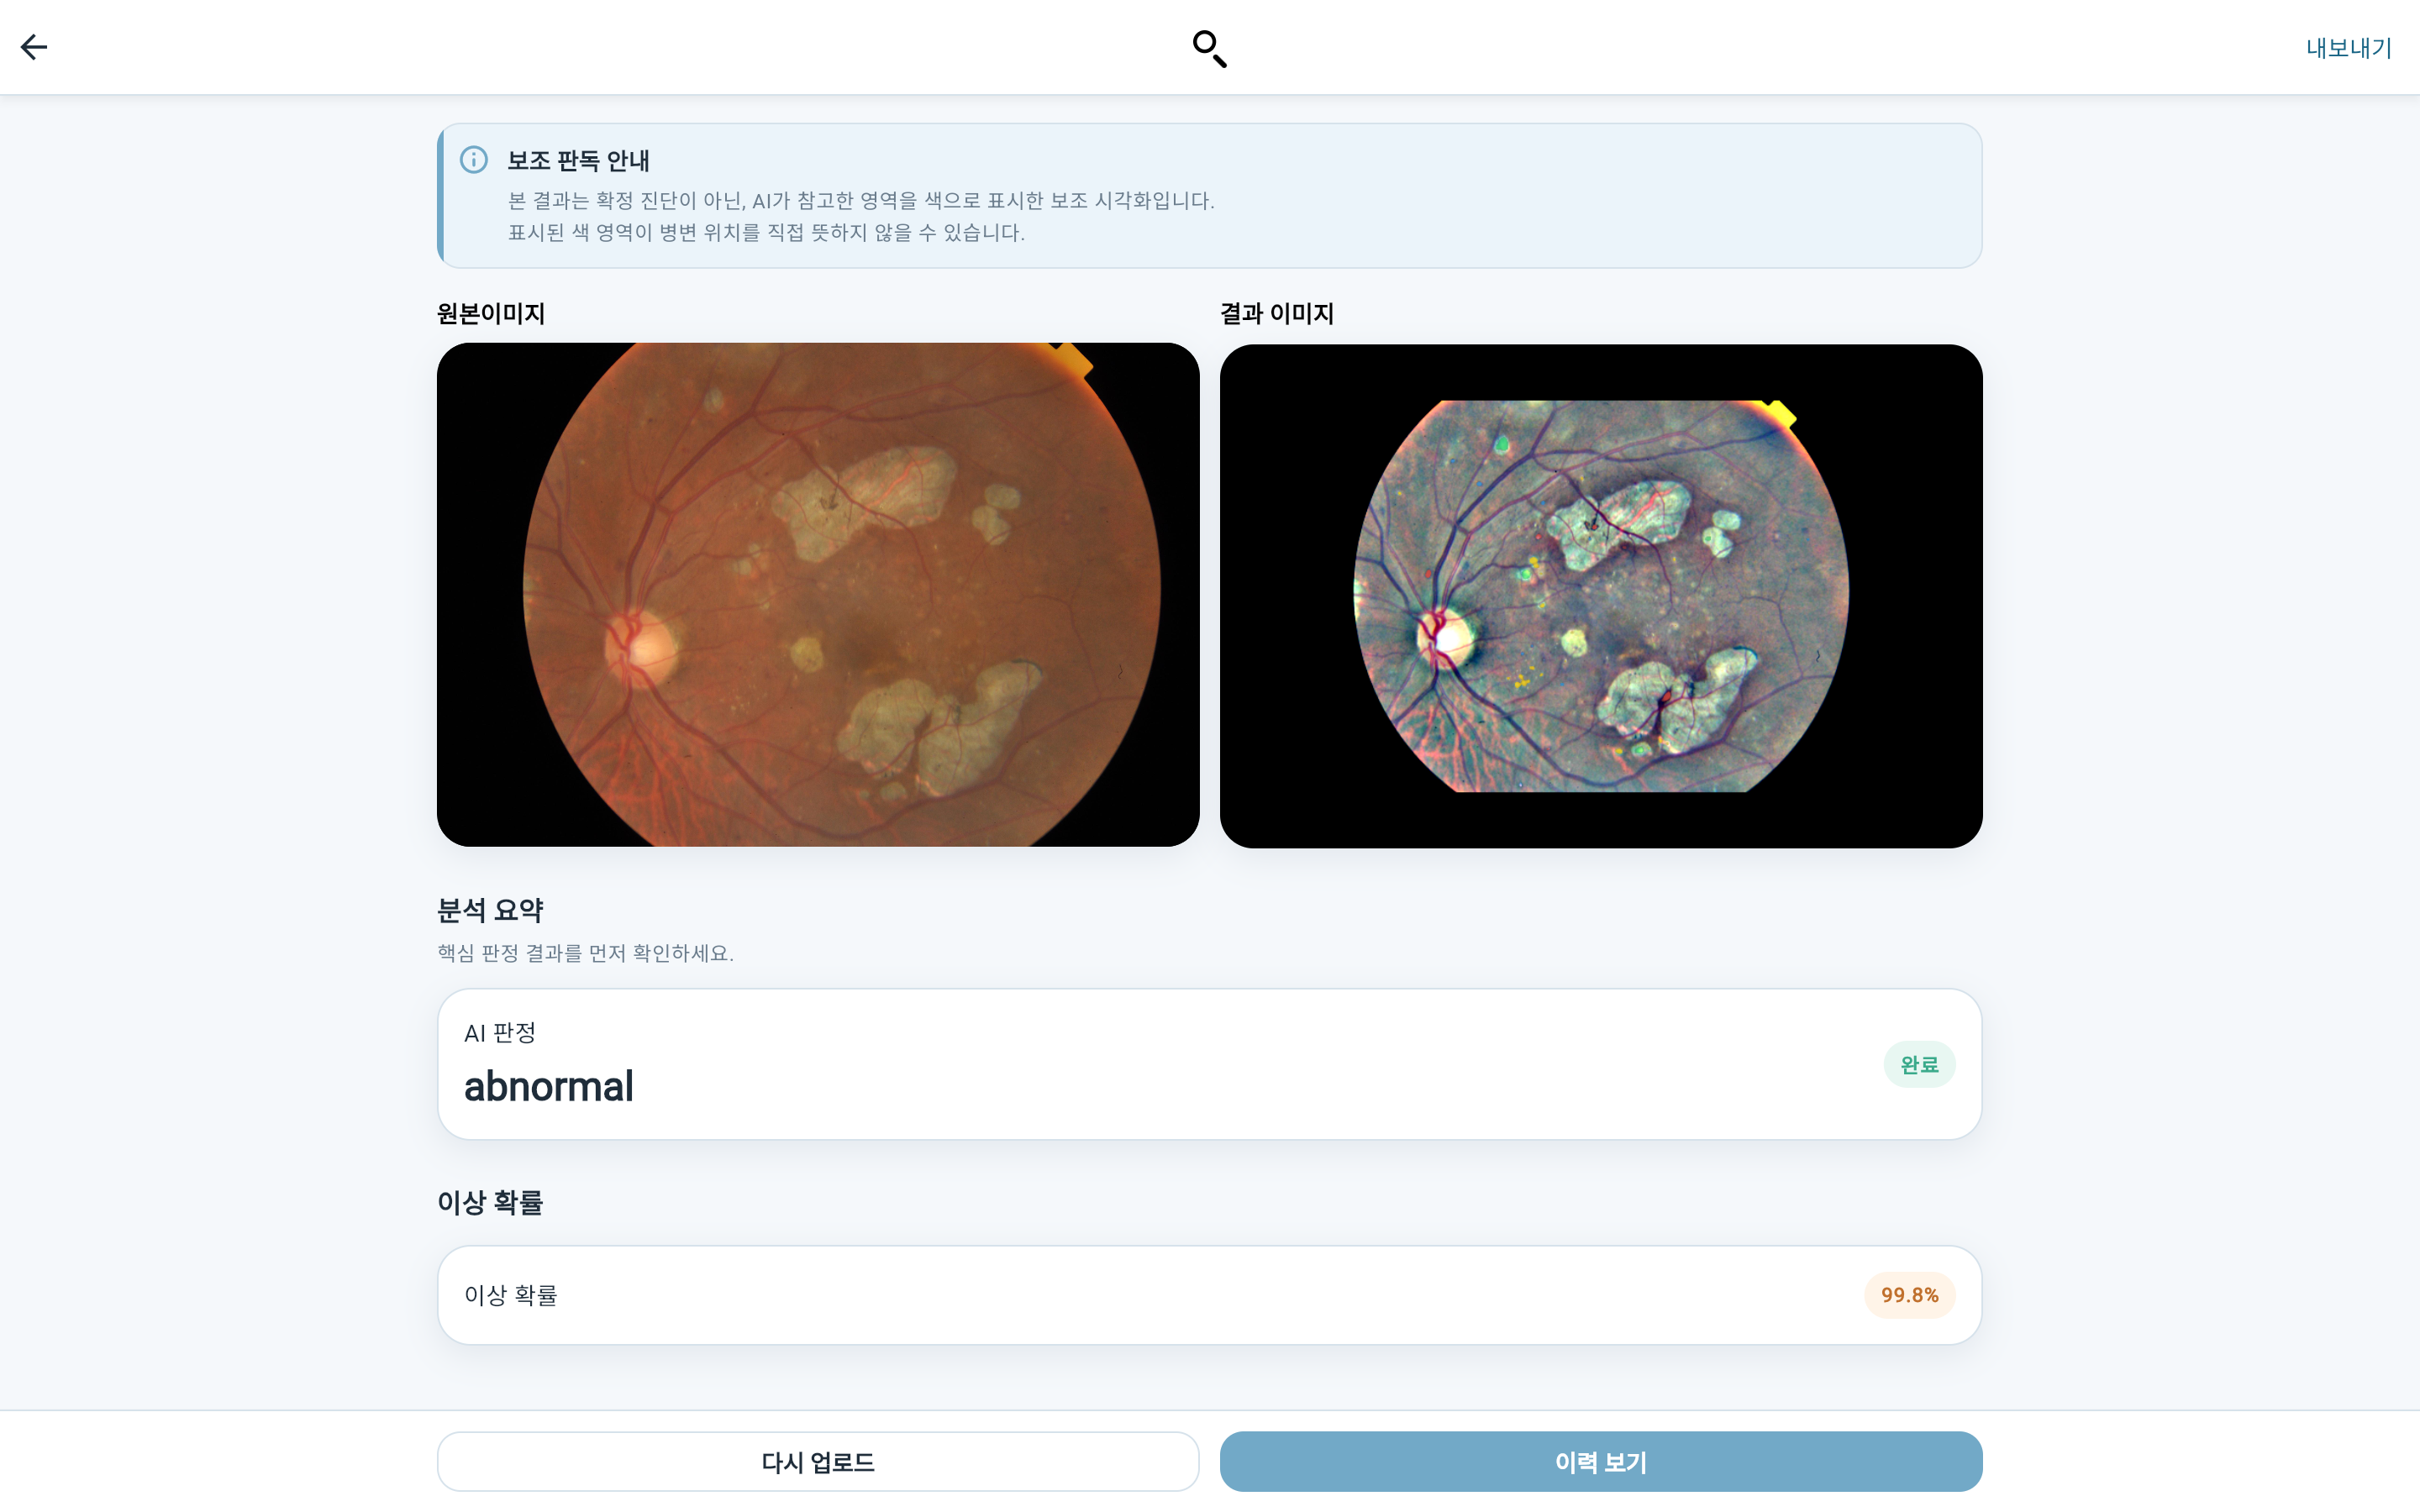 내보내기
보조 판독 안내
본 결과는 확정 진단이 아닌, AI가 참고한 영역을 색으로 표시한 보조 시각화입니다.
표시된 색 영역이 병변 위치를 직접 뜻하지 않을 수 있습니다.
원본이미지
결과 이미지
분석 요약
핵심 판정 결과를 먼저 확인하세요.
AI 판정
abnormal
완료
이상 확률
이상 확률
99.8%
다시 업로드
이력 보기